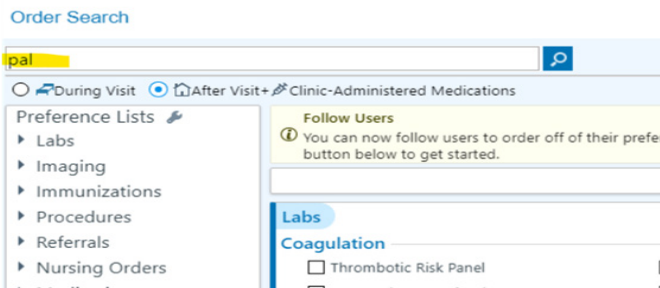 Order Search
pal
During Visit After Visit+ Clinic-Administered Medications
Preference Lists
Labs
Imaging
Immunizations
Procedures
Referrals
Nursing Orders
Follow Users
You can now follow users to order off of their prefe
button below to get started.
Labs
Coagulation
Thrombotic Risk Panel